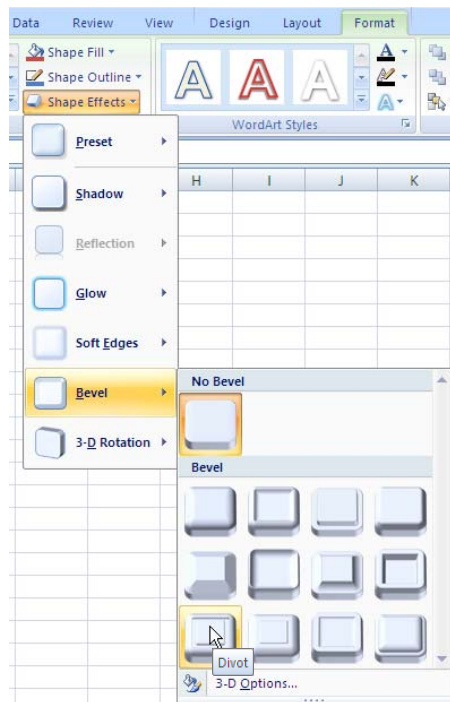 Data Review View Design Layout Format
Shape Fill
Shape Outline
Shape Effects
A A A A A
WordArt Styles
Preset
H I J K
Shadow
Reflection
Glow
Soft Edges
Bevel
No Bevel
3-D Rotation
Bevel
Divot
3-D Options...